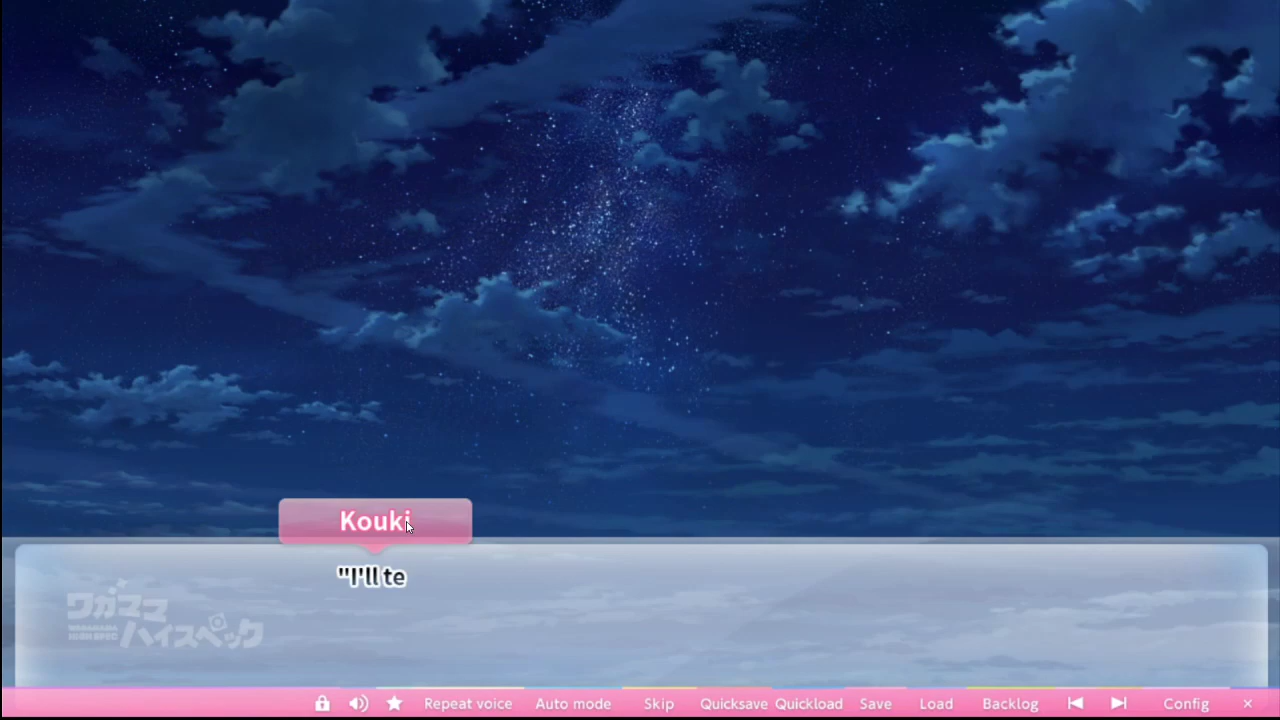 Kouki
"I'll te
ワガママ
WAGAMAMA
HIGH SPEC
ハイスペック
Repeat voice Auto mode Skip Quicksave Quickload Save Load Backlog Config ×